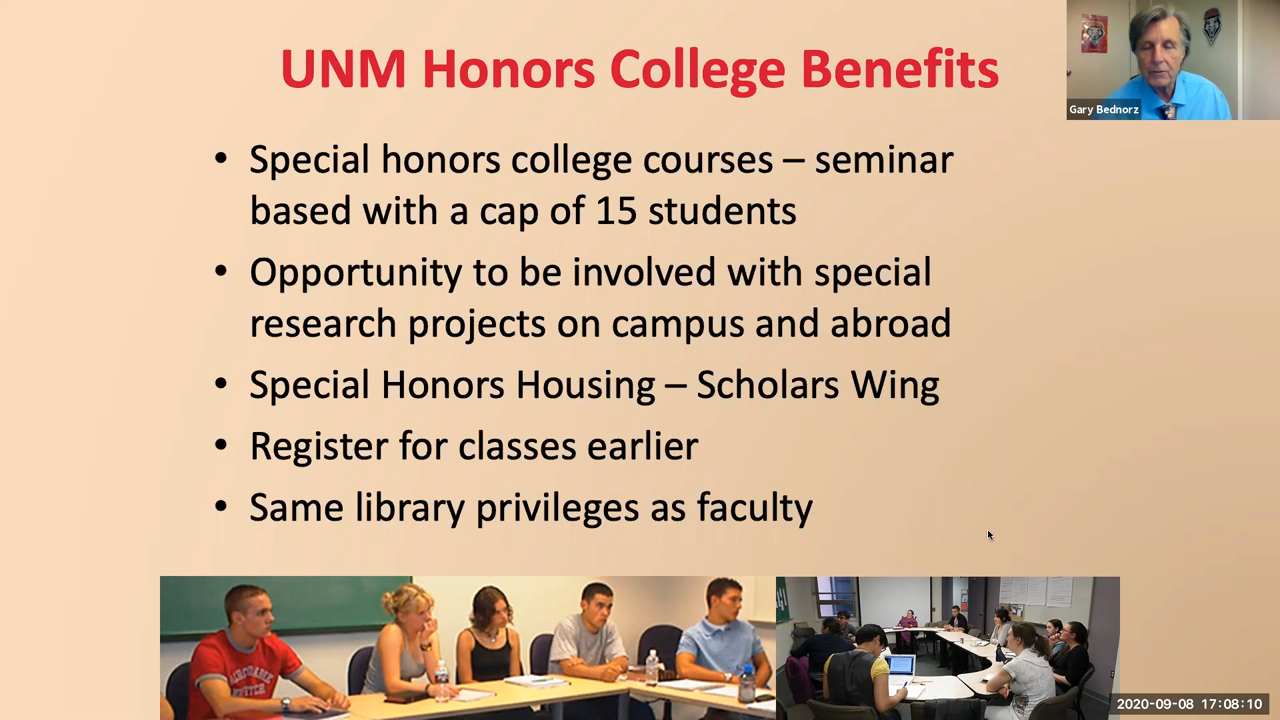 UNM Honors College Benefits
Gary Bednorz
• Special honors college courses – seminar
based with a cap of 15 students
• Opportunity to be involved with special
research projects on campus and abroad
• Special Honors Housing – Scholars Wing
• Register for classes earlier
• Same library privileges as faculty
2020-09-08 17:08:10